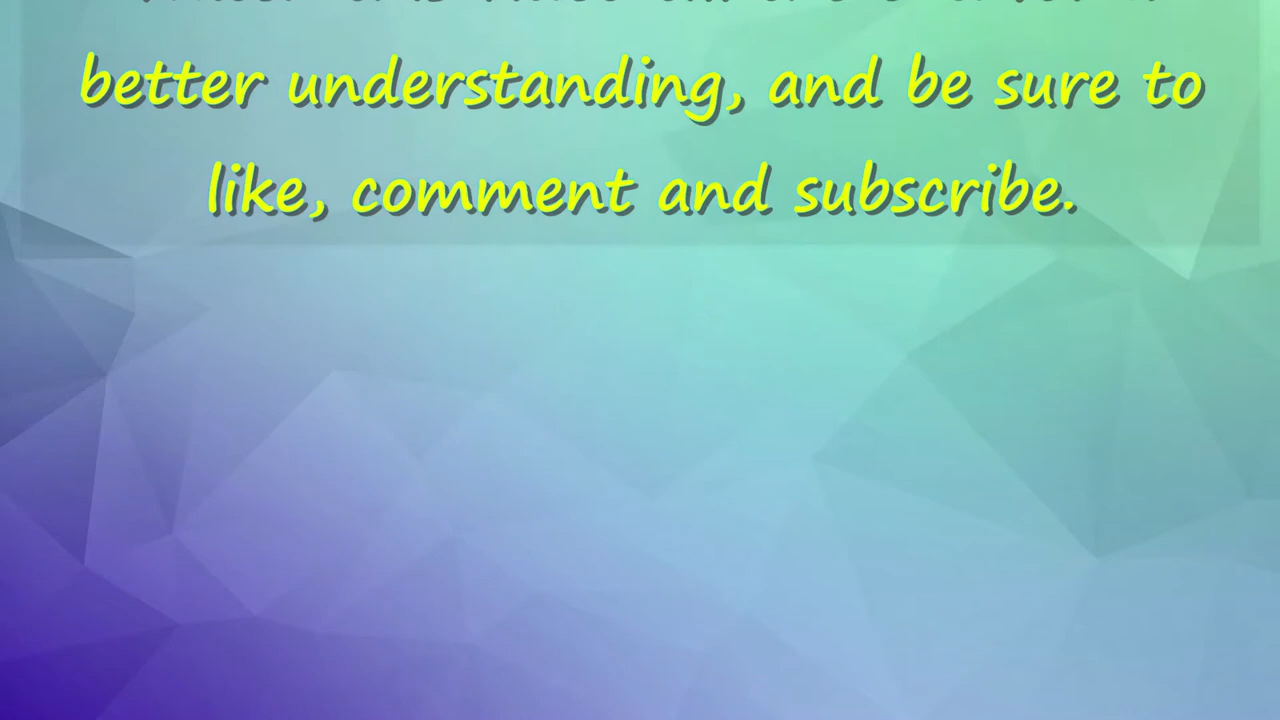 better understanding, and be sure to
like, comment and subscribe.